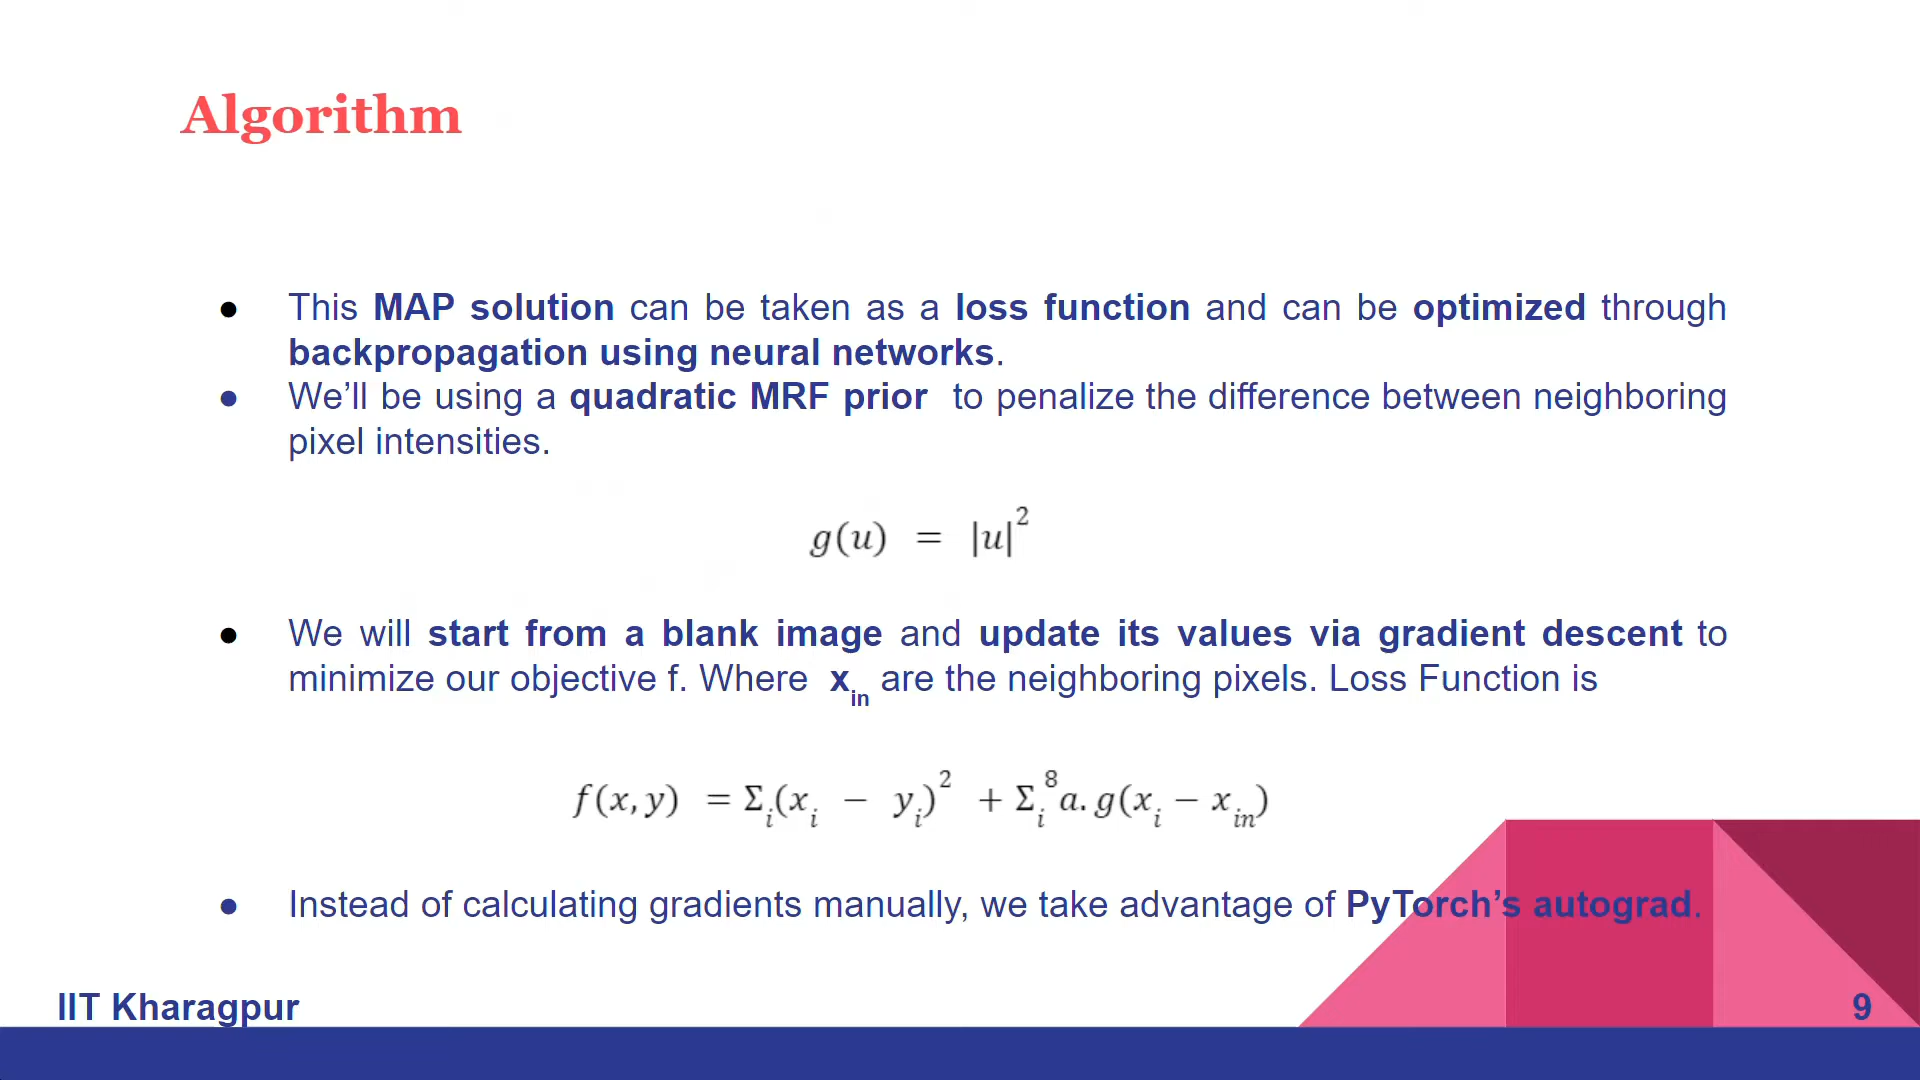 Algorithm
● This MAP solution can be taken as a loss function and can be optimized through
backpropagation using neural networks.
● We’ll be using a quadratic MRF prior to penalize the difference between neighboring
pixel intensities.
g(u) = |u|²
● We will start from a blank image and update its values via gradient descent to
minimize our objective f. Where x_in are the neighboring pixels. Loss Function is
f(x, y) = Σ_i(x_i − y_i)² + Σ_i⁸a. g(x_i − x_in)
● Instead of calculating gradients manually, we take advantage of PyTorch’s autograd.
IIT Kharagpur
9